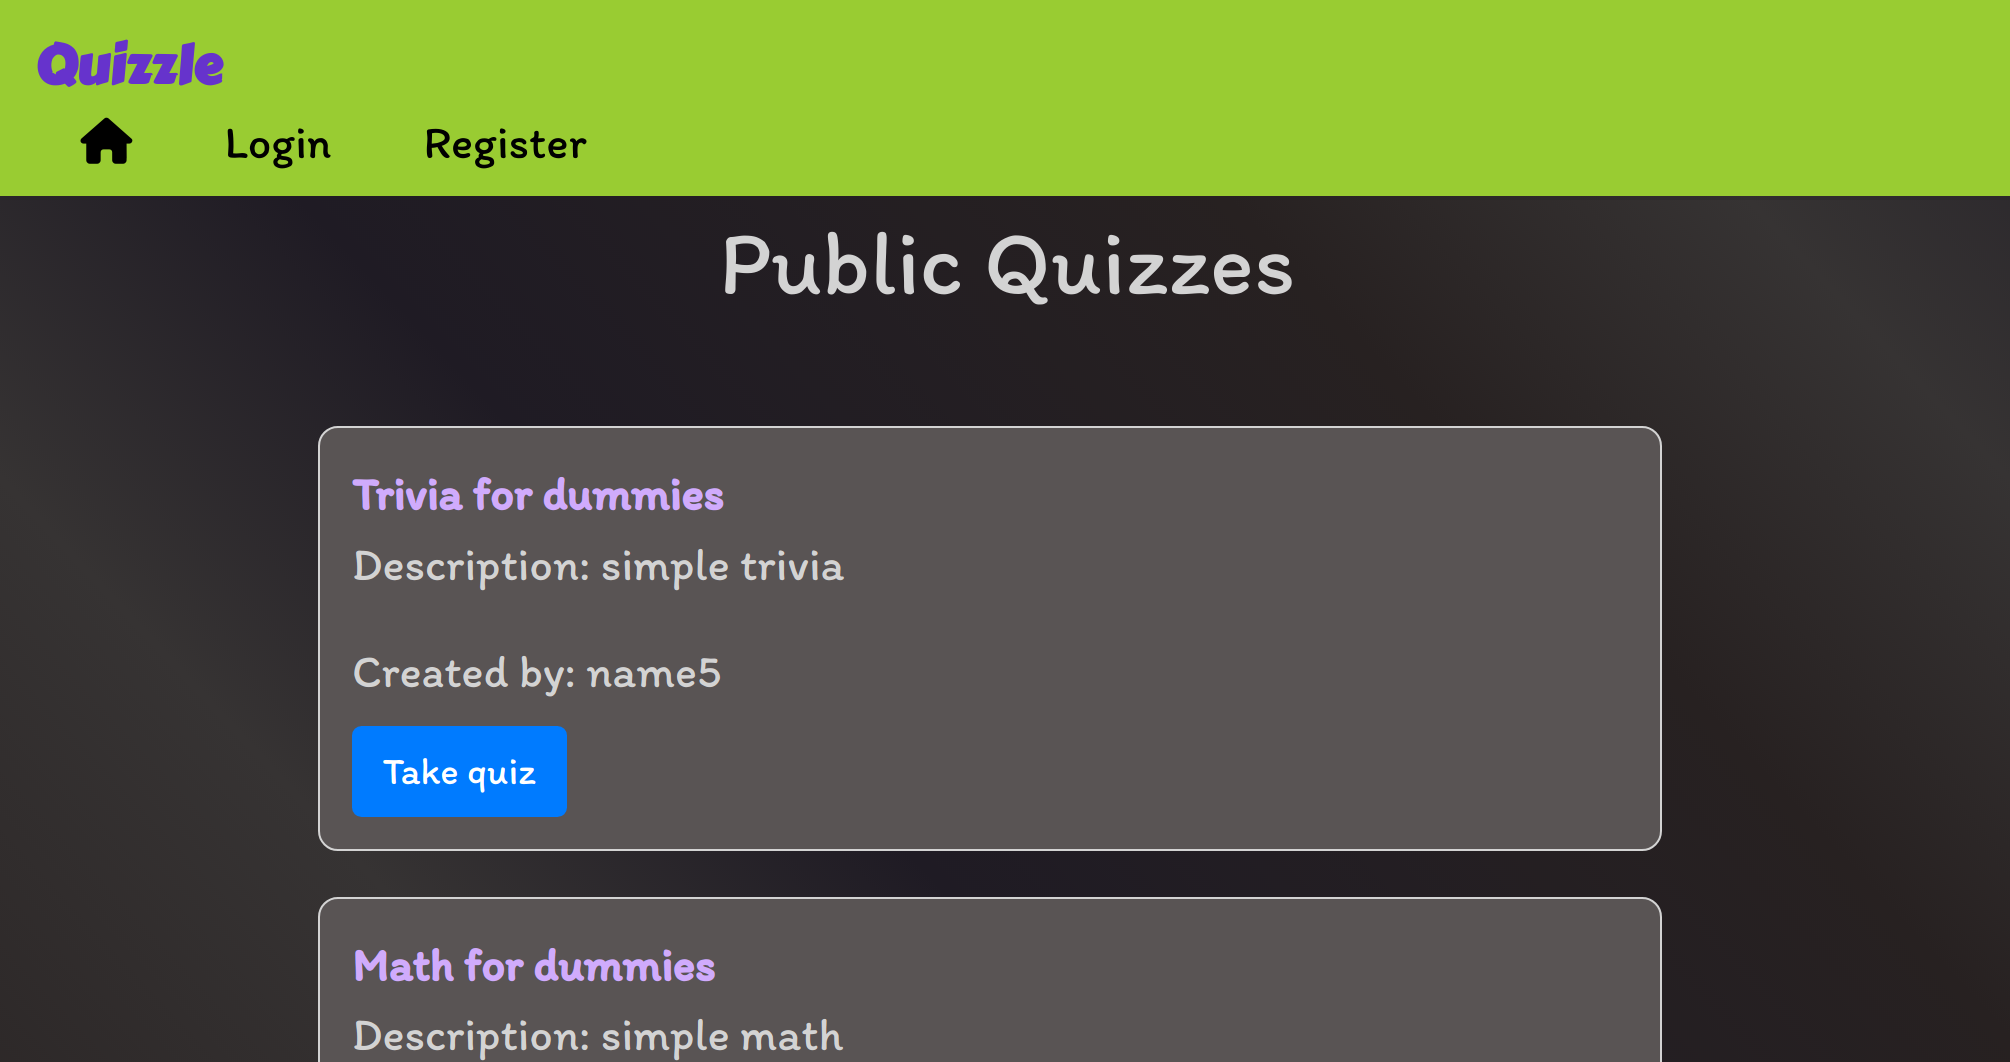 Quizzle
Login Register
Public Quizzes
Trivia for dummies
Description: simple trivia
Created by: name5
Take quiz
Math for dummies
Description: simple math